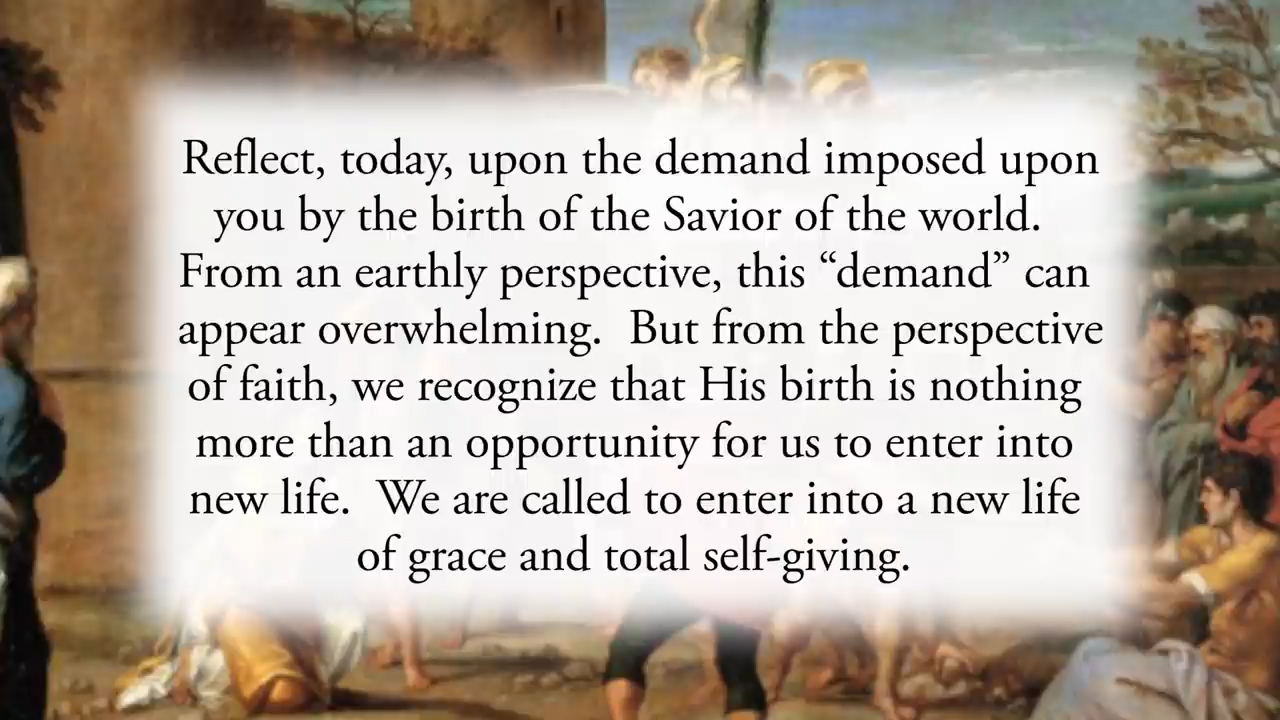 Reflect, today, upon the demand imposed upon
you by the birth of the Savior of the world.
From an earthly perspective, this “demand” can
appear overwhelming.  But from the perspective
of faith, we recognize that His birth is nothing
more than an opportunity for us to enter into
new life.  We are called to enter into a new life
of grace and total self-giving.